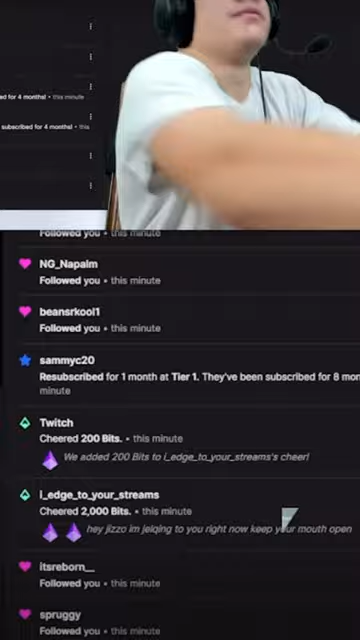 ed for 4 months! • this minute
subscribed for 4 months! • this
Followed you • this minute
NG_Napalm
Followed you • this minute
beansrkool1
Followed you • this minute
sammyc20
Resubscribed for 1 month at Tier 1. They've been subscribed for 8 mon
minute
Twitch
Cheered 200 Bits. • this minute
We added 200 Bits to i_edge_to_your_streams's cheer!
i_edge_to_your_streams
Cheered 2,000 Bits. • this minute
hey jizzo im jelqing to you right now keep your mouth open
itsreborn__
Followed you • this minute
spruggy
Followed you • this minute